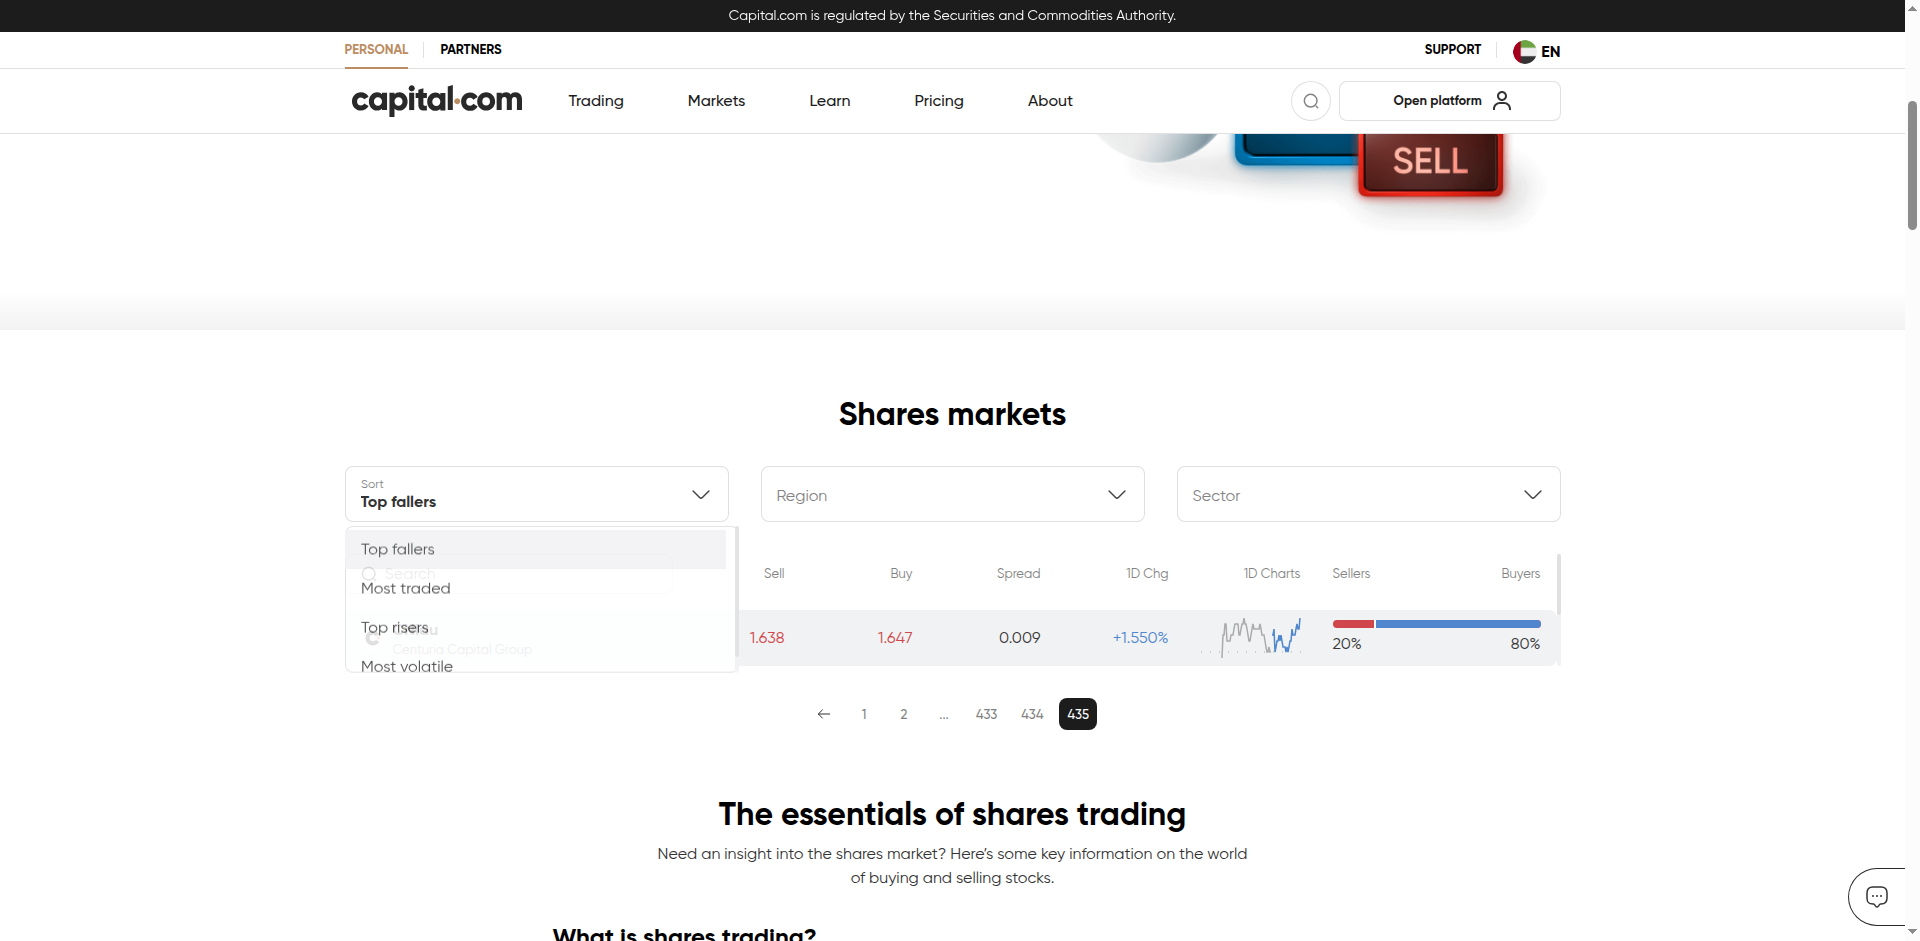 Capital.com is regulated by the Securities and Commodities Authority.
PERSONAL PARTNERS SUPPORT EN
capital.com Trading Markets Learn Pricing About Open platform
SELL
Shares markets
Sort
Top fallers
Region
Sector
Top fallers
Search
Most traded
Top risers
Centuria Capital Group
Most volatile
Sell Buy Spread 1D Chg 1D Charts Sellers Buyers
1.638 1.647 0.009 +1.550% 20% 80%
1 2 ... 433 434 435
The essentials of shares trading
Need an insight into the shares market? Here's some key information on the world
of buying and selling stocks.
What is shares trading?